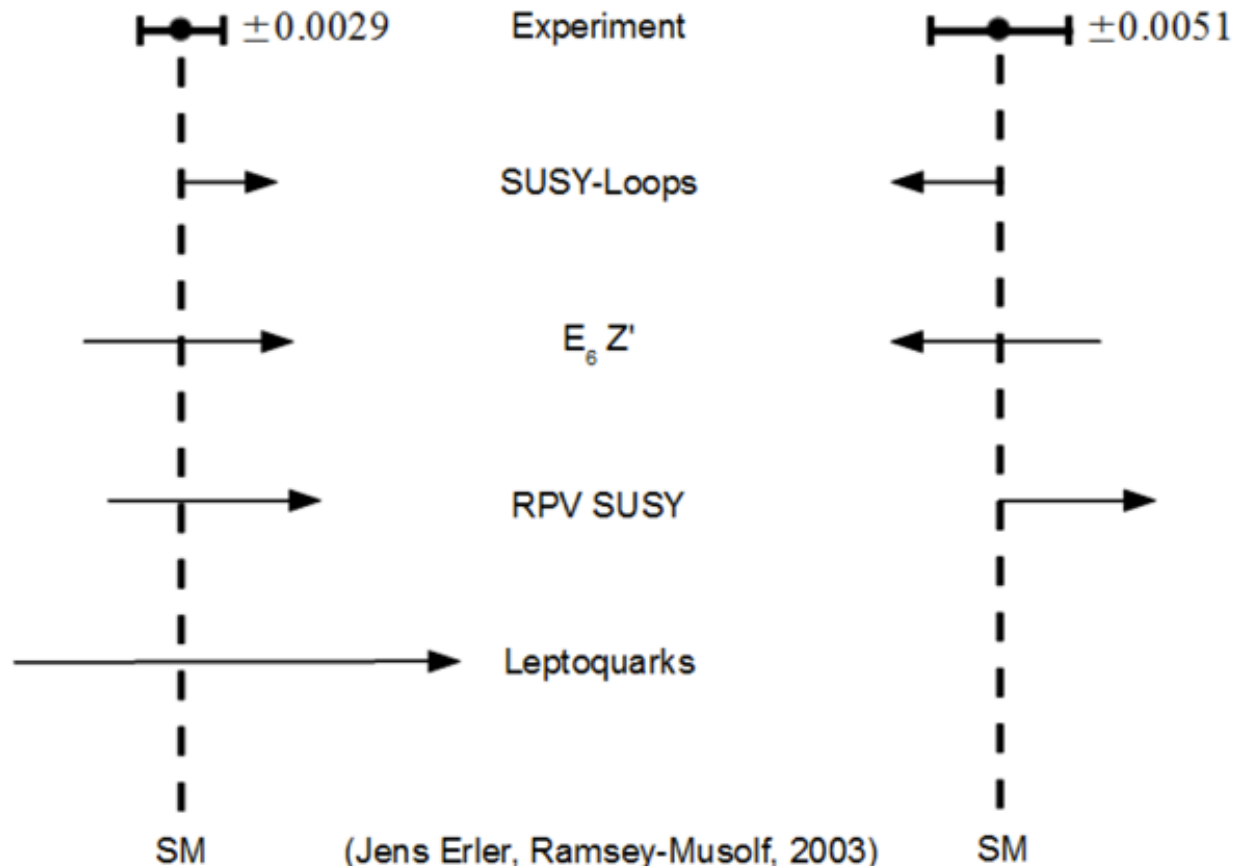 ±0.0029 Experiment ±0.0051
SUSY-Loops
E₆ Z'
RPV SUSY
Leptoquarks
SM (Jens Erler, Ramsey-Musolf, 2003) SM